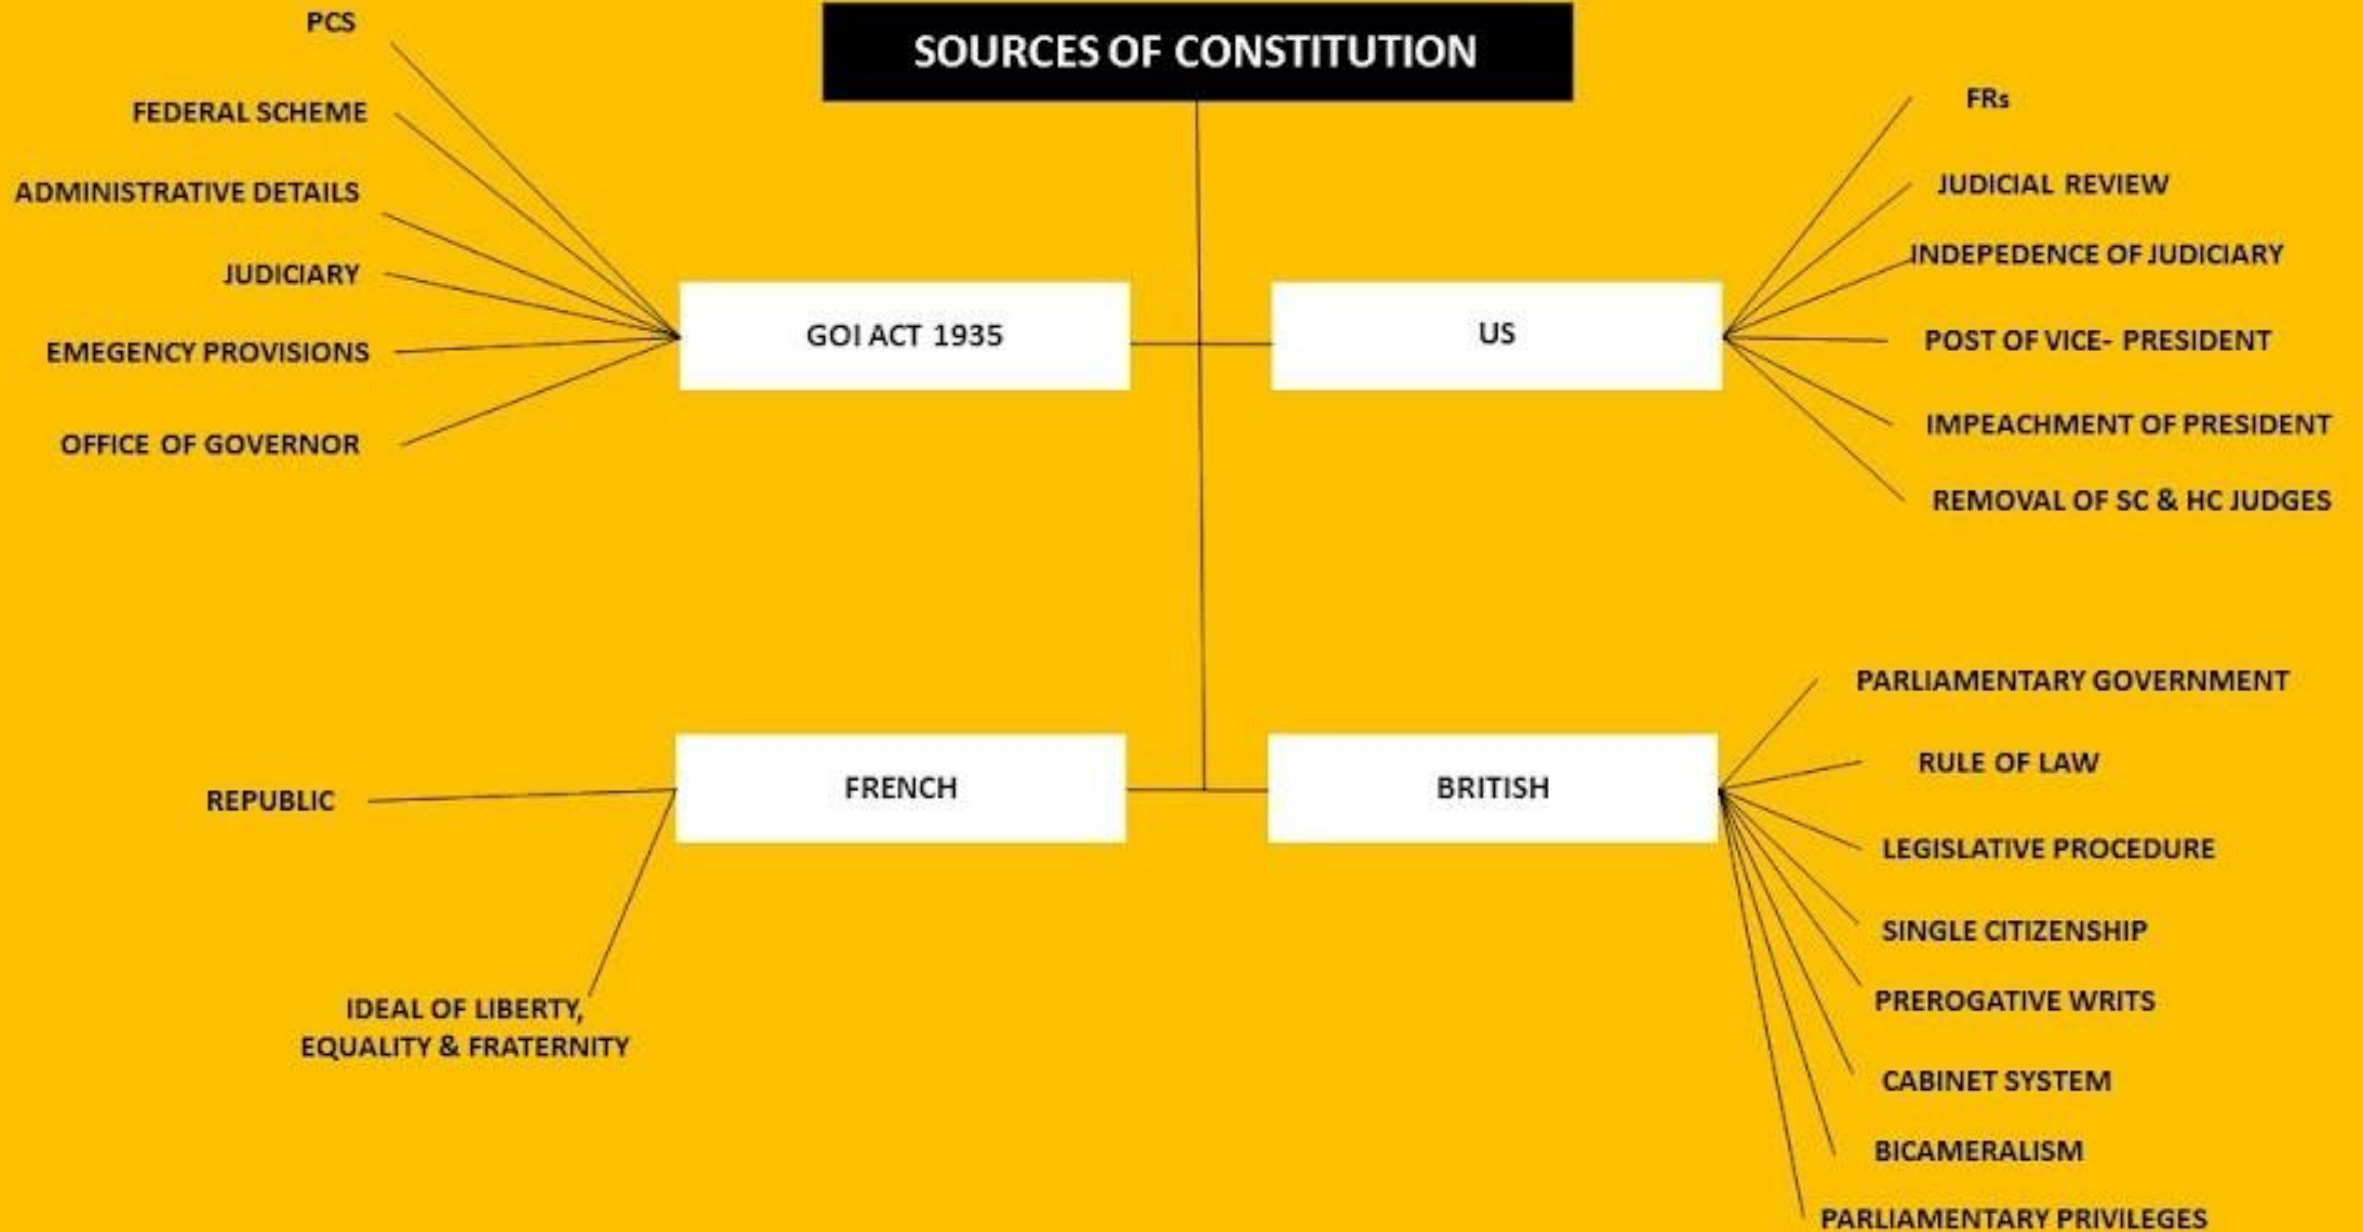 SOURCES OF CONSTITUTION
PCS
FEDERAL SCHEME
ADMINISTRATIVE DETAILS
JUDICIARY
EMEGENCY PROVISIONS
OFFICE OF GOVERNOR
GOI ACT 1935
US
FRs
JUDICIAL REVIEW
INDEPEDENCE OF JUDICIARY
POST OF VICE- PRESIDENT
IMPEACHMENT OF PRESIDENT
REMOVAL OF SC & HC JUDGES
REPUBLIC
IDEAL OF LIBERTY,
EQUALITY & FRATERNITY
FRENCH
BRITISH
PARLIAMENTARY GOVERNMENT
RULE OF LAW
LEGISLATIVE PROCEDURE
SINGLE CITIZENSHIP
PREROGATIVE WRITS
CABINET SYSTEM
BICAMERALISM
PARLIAMENTARY PRIVILEGES